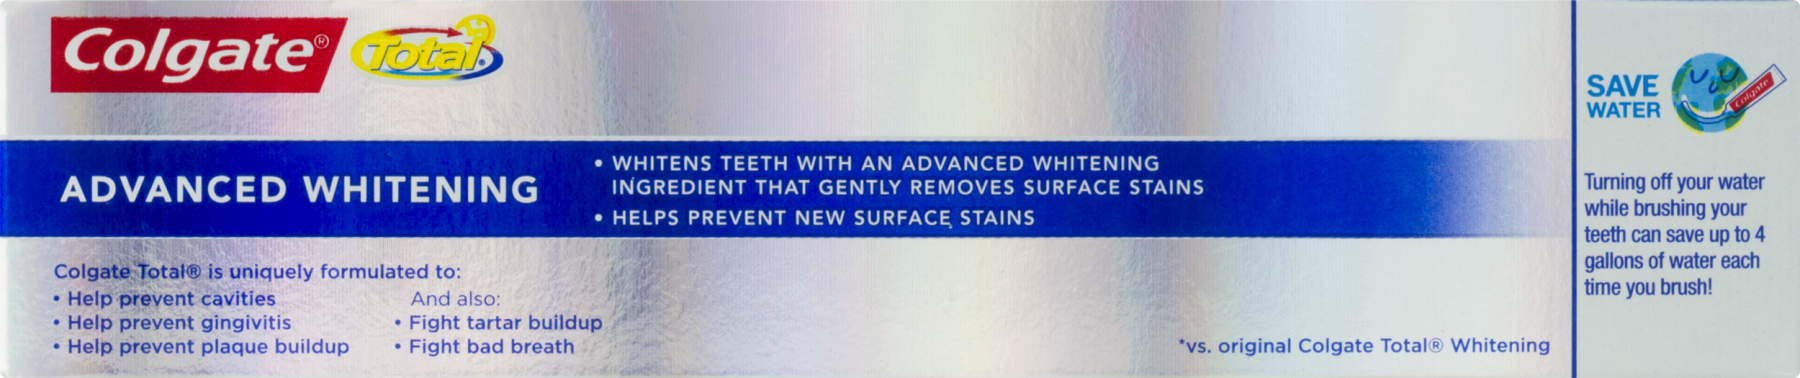 Colgate®
Total®
ADVANCED WHITENING
• WHITENS TEETH WITH AN ADVANCED WHITENING
INGREDIENT THAT GENTLY REMOVES SURFACE STAINS
• HELPS PREVENT NEW SURFACE STAINS
Colgate Total® is uniquely formulated to:
• Help prevent cavities
• Help prevent gingivitis
• Help prevent plaque buildup
And also:
• Fight tartar buildup
• Fight bad breath
*vs. original Colgate Total® Whitening
SAVE
WATER
Colgate
Turning off your water
while brushing your
teeth can save up to 4
gallons of water each
time you brush!